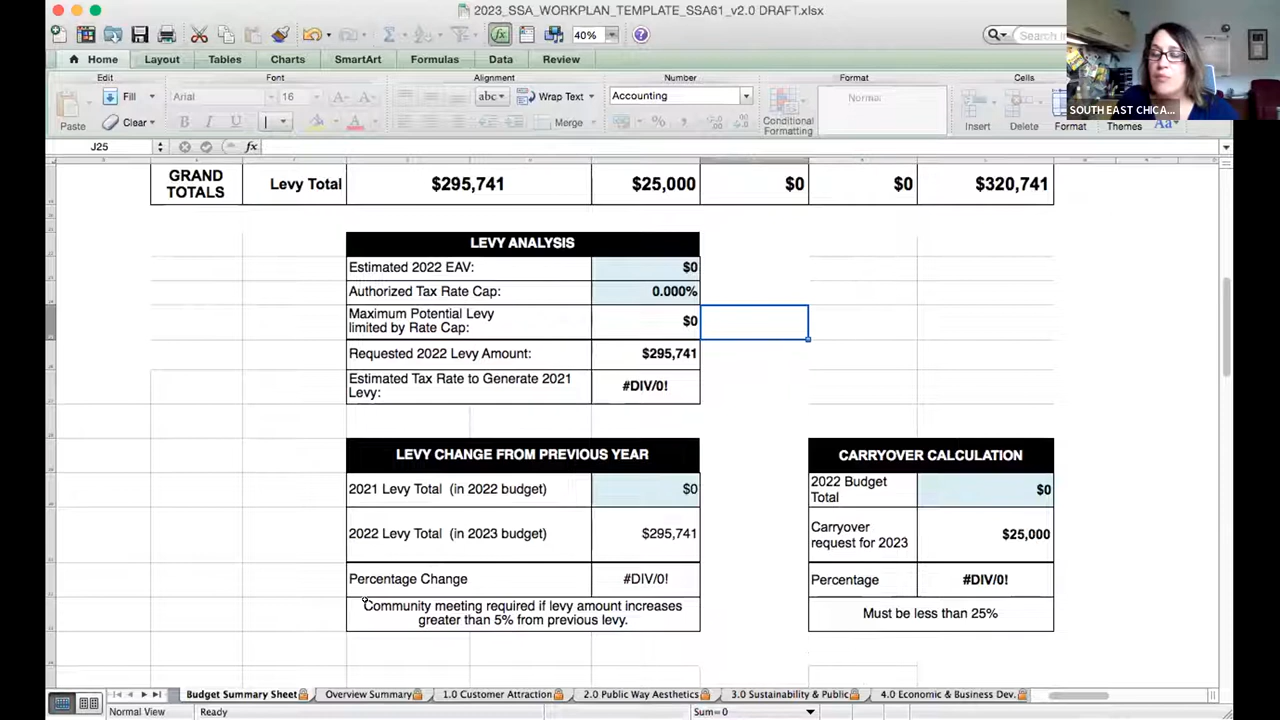 2023_SSA_WORKPLAN_TEMPLATE_SSA61_v2.0 DRAFT.xlsx
40%
Search In
Home Layout Tables Charts SmartArt Formulas Data Review
Edit Font Alignment Number Format Cells
Fill Arial 16 A A abc Wrap Text Accounting Normal
Paste Clear B I U A Merge Conditional Formatting Insert Delete Format Themes Aa
SOUTH EAST CHICA...
J25 fx
GRAND TOTALS Levy Total $295,741 $25,000 $0 $0 $320,741
LEVY ANALYSIS
Estimated 2022 EAV: $0
Authorized Tax Rate Cap: 0.000%
Maximum Potential Levy
limited by Rate Cap: $0
Requested 2022 Levy Amount: $295,741
Estimated Tax Rate to Generate 2021
Levy: #DIV/0!
LEVY CHANGE FROM PREVIOUS YEAR
2021 Levy Total (in 2022 budget) $0
2022 Levy Total (in 2023 budget) $295,741
Percentage Change #DIV/0!
Community meeting required if levy amount increases
greater than 5% from previous levy.
CARRYOVER CALCULATION
2022 Budget
Total $0
Carryover
request for 2023 $25,000
Percentage #DIV/0!
Must be less than 25%
Budget Summary Sheet Overview Summary 1.0 Customer Attraction 2.0 Public Way Aesthetics 3.0 Sustainability & Public 4.0 Economic & Business Dev.
Normal View Ready Sum=0